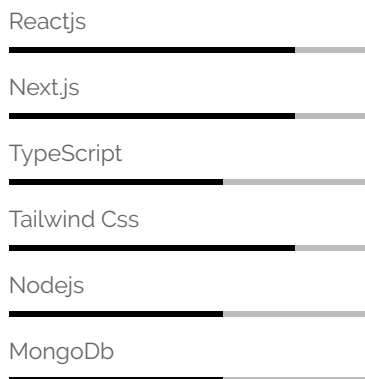 Reactjs
Next.js
TypeScript
Tailwind Css
Nodejs
MongoDb